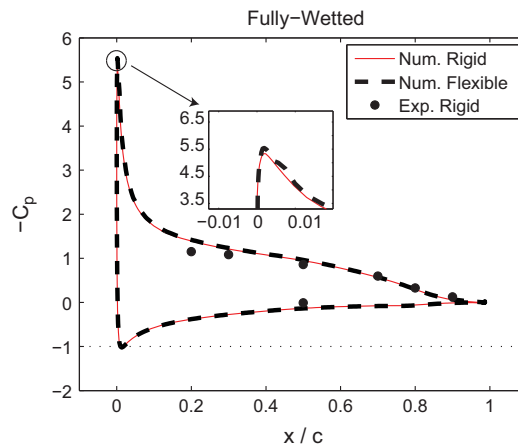 Fully−Wetted
6
5
4
3
2
1
0
−1
−2
−Cp
Num. Rigid
Num. Flexible
Exp. Rigid
6.5
5.5
4.5
3.5
−0.01 0 0.01
0 0.2 0.4 0.6 0.8 1
x / c